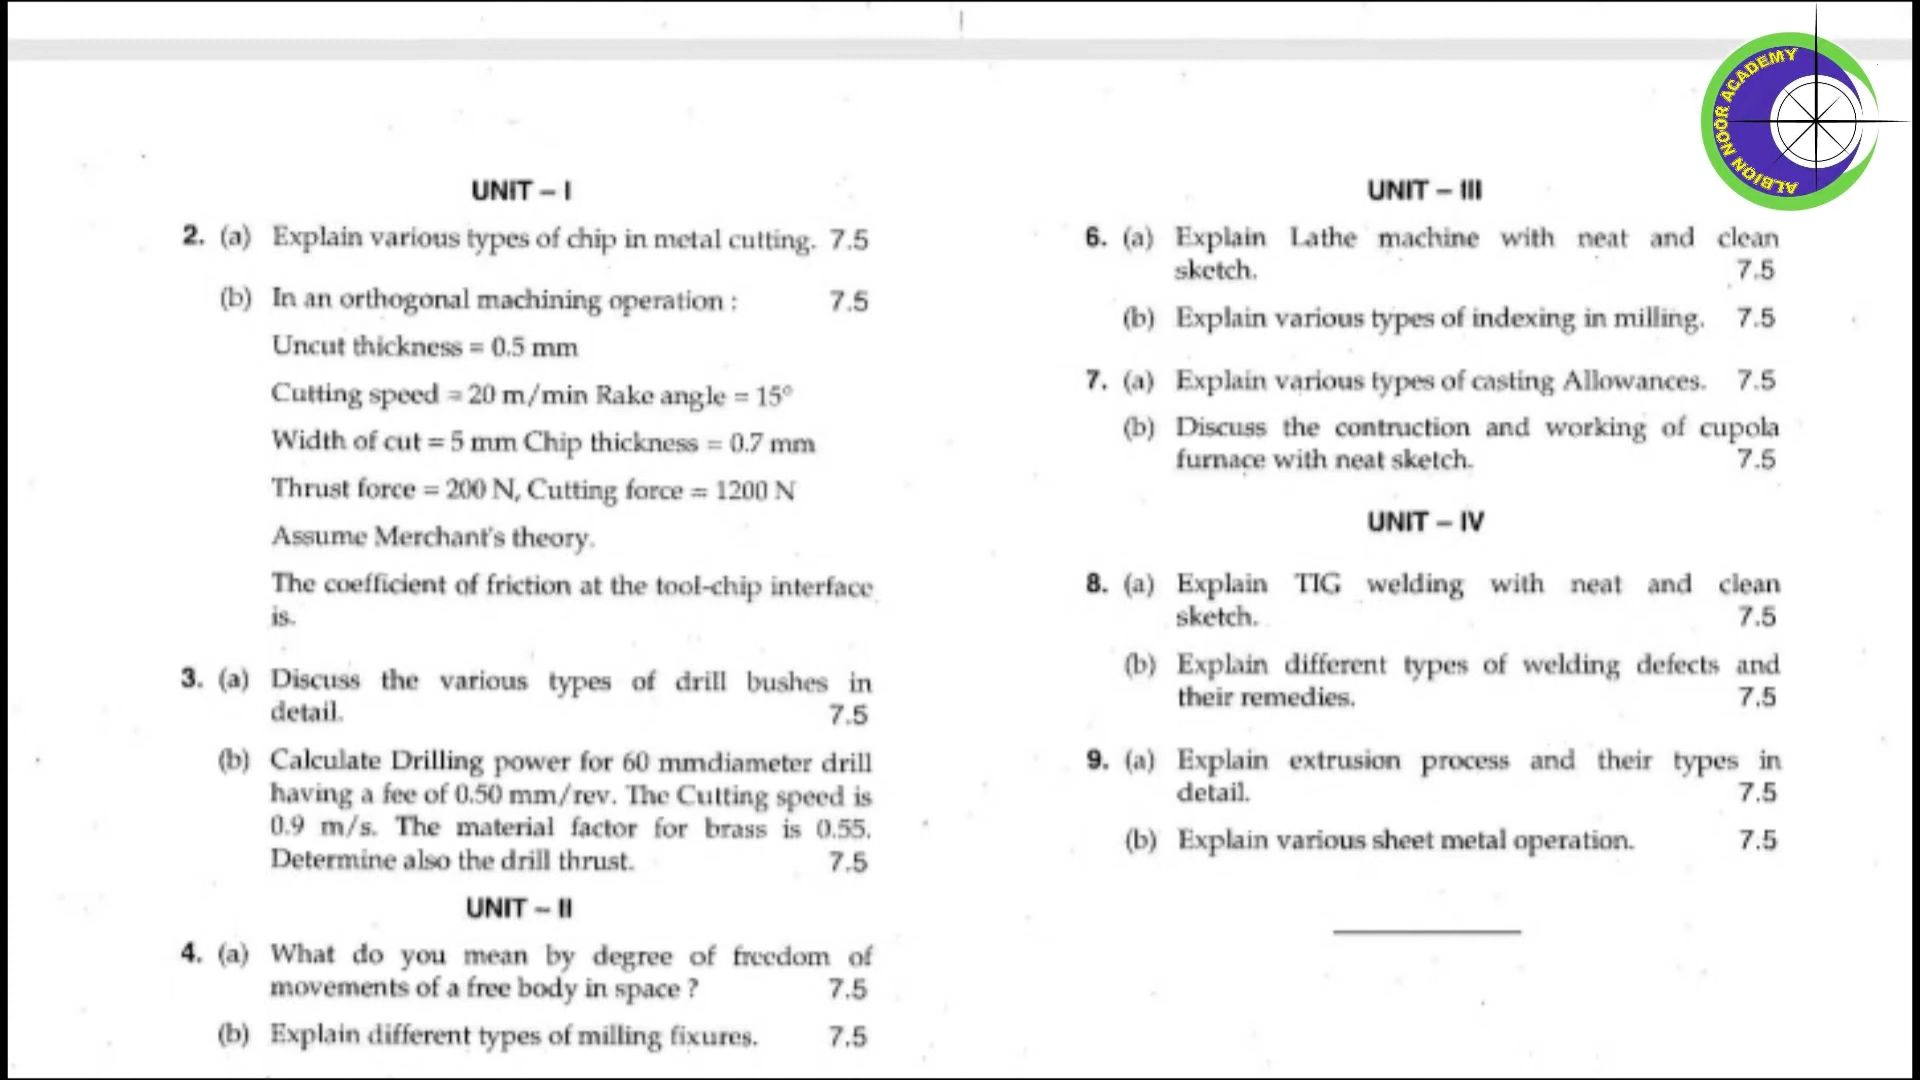 UNIT – I
2. (a) Explain various types of chip in metal cutting. 7.5
(b) In an orthogonal machining operation : 7.5
Uncut thickness = 0.5 mm
Cutting speed = 20 m/min Rake angle = 15°
Width of cut = 5 mm Chip thickness = 0.7 mm
Thrust force = 200 N, Cutting force = 1200 N
Assume Merchant's theory.
The coefficient of friction at the tool-chip interface
is.
3. (a) Discuss the various types of drill bushes in
detail. 7.5
(b) Calculate Drilling power for 60 mmdiameter drill
having a fee of 0.50 mm/rev. The Cutting speed is
0.9 m/s. The material factor for brass is 0.55.
Determine also the drill thrust. 7.5
UNIT – II
4. (a) What do you mean by degree of freedom of
movements of a free body in space ? 7.5
(b) Explain different types of milling fixures. 7.5
UNIT – III
6. (a) Explain Lathe machine with neat and clean
sketch. 7.5
(b) Explain various types of indexing in milling. 7.5
7. (a) Explain various types of casting Allowances. 7.5
(b) Discuss the contruction and working of cupola
furnace with neat sketch. 7.5
UNIT – IV
8. (a) Explain TIG welding with neat and clean
sketch. 7.5
(b) Explain different types of welding defects and
their remedies. 7.5
9. (a) Explain extrusion process and their types in
detail. 7.5
(b) Explain various sheet metal operation. 7.5
ALBION NOOR ACADEMY